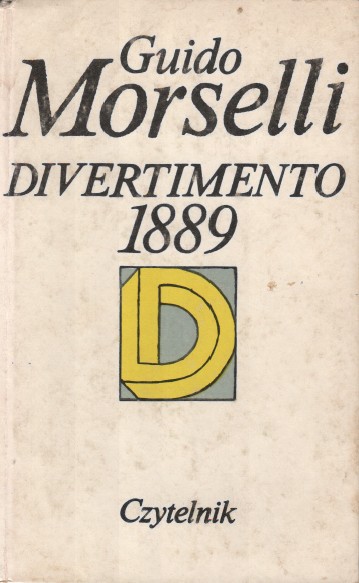 Guido
Morselli
DIVERTIMENTO
1889
D
Czytelnik